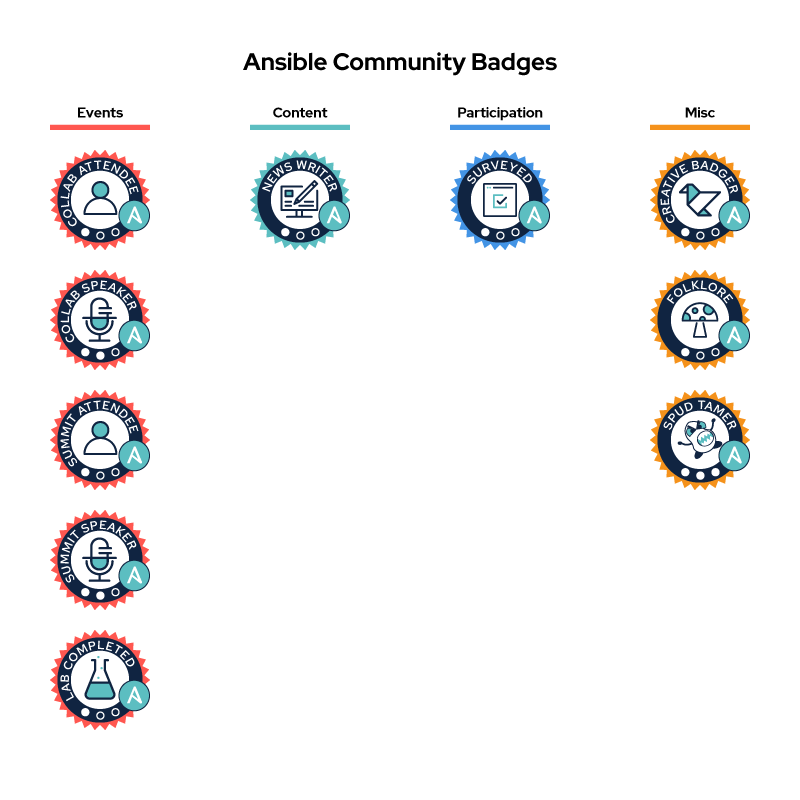 Ansible Community Badges
Events
Content
Participation
Misc
COLLAB ATTENDEE
NEWS WRITER
SURVEYED
CREATIVE BADGER
COLLAB SPEAKER
FOLKLORE
SUMMIT ATTENDEE
SPUD TAMER
SUMMIT SPEAKER
LAB COMPLETED